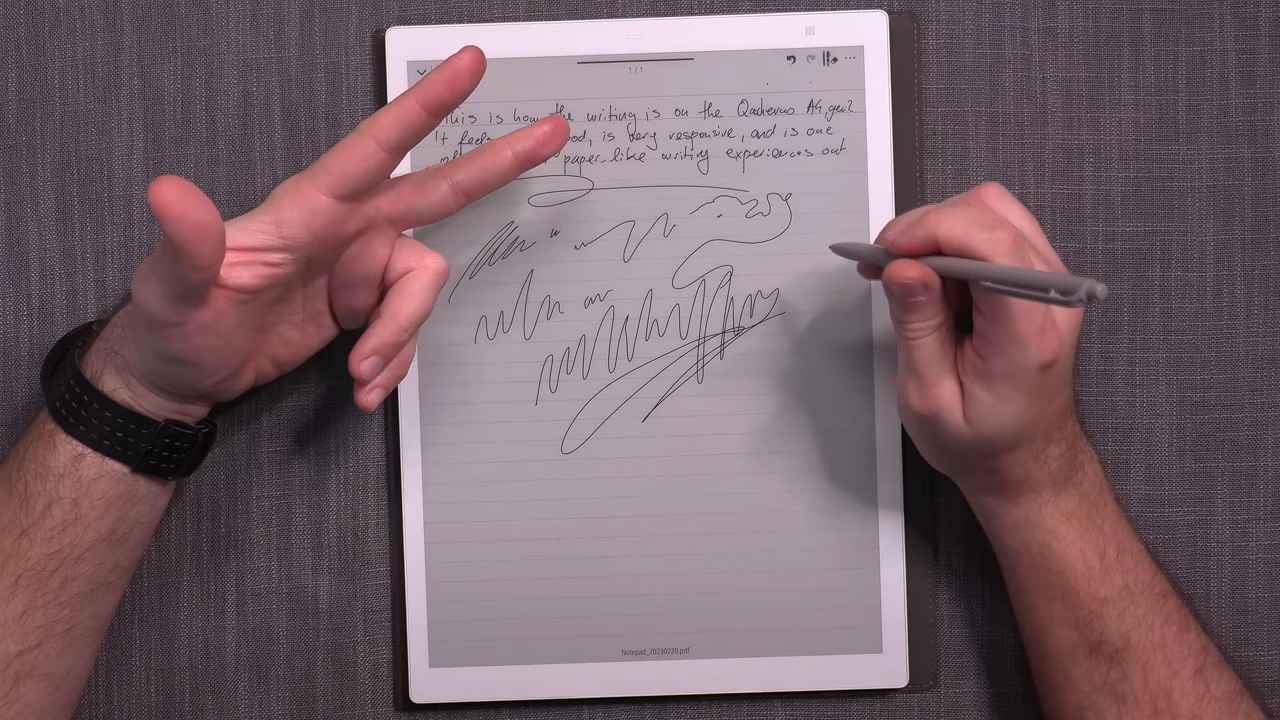 1/1
This is how the writing is on the Quaderno A4, gen2.
It feels good, is very responsive, and is one
paper-like writing experiences out
Notepad_20230220.pdf